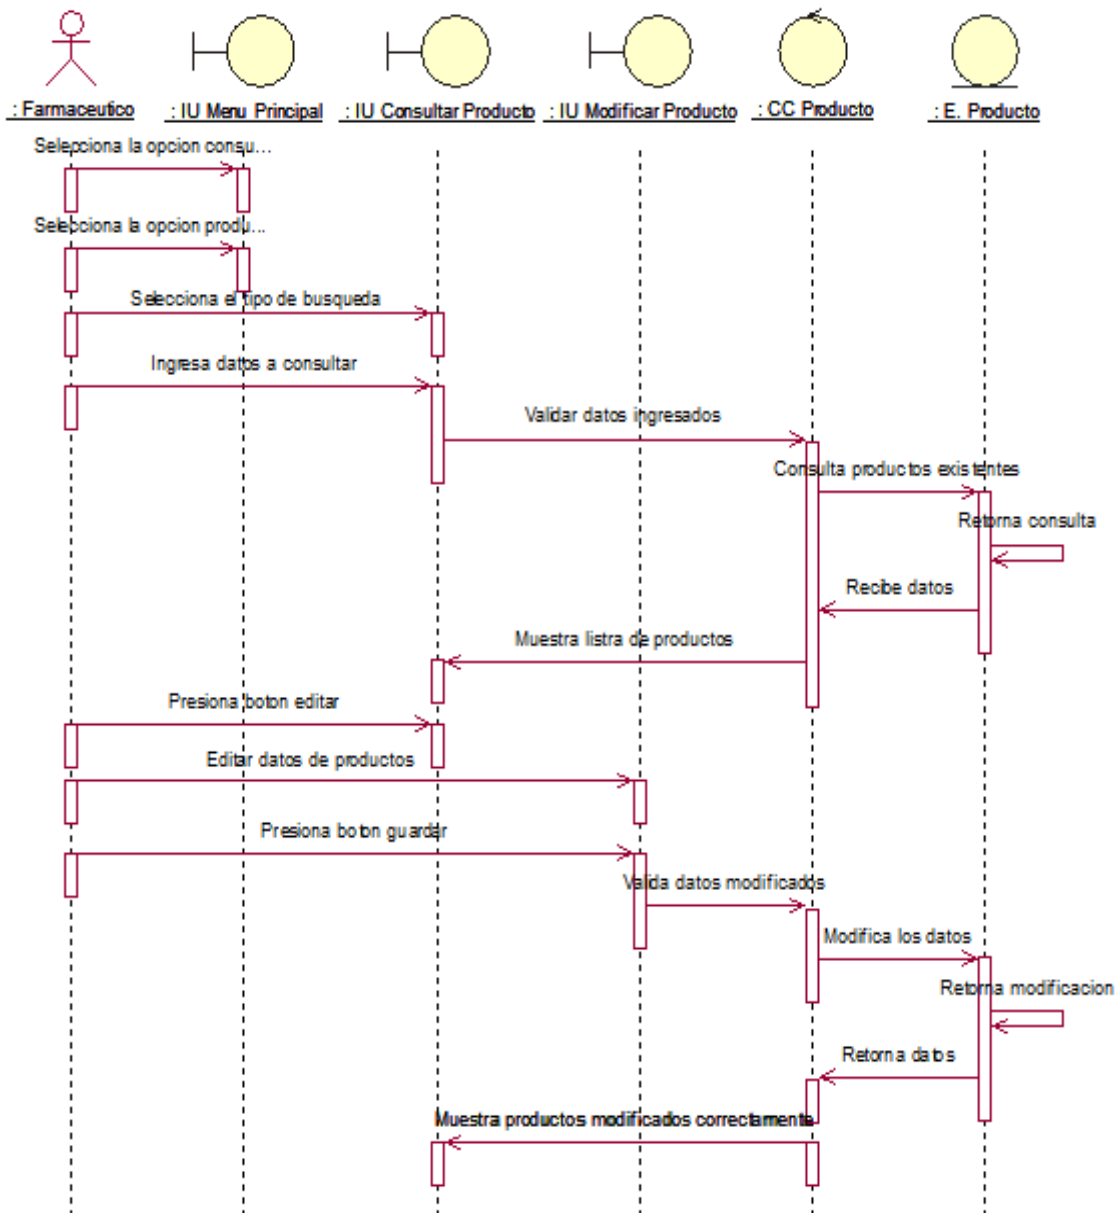 : Farmaceutico
: IU Menu Principal
: IU Consultar Producto
: IU Modificar Producto
: CC Producto
: E. Producto
Selecciona la opcion consu...
Selecciona la opcion produ...
Selecciona el tipo de busqueda
Ingresa datos a consultar
Validar datos ingresados
Consulta productos existentes
Retorna consulta
Recibe datos
Muestra listra de productos
Presiona boton editar
Editar datos de productos
Presiona boton guardar
Valida datos modificados
Modifica los datos
Retorna modificacion
Retorna datos
Muestra productos modificados correctamente